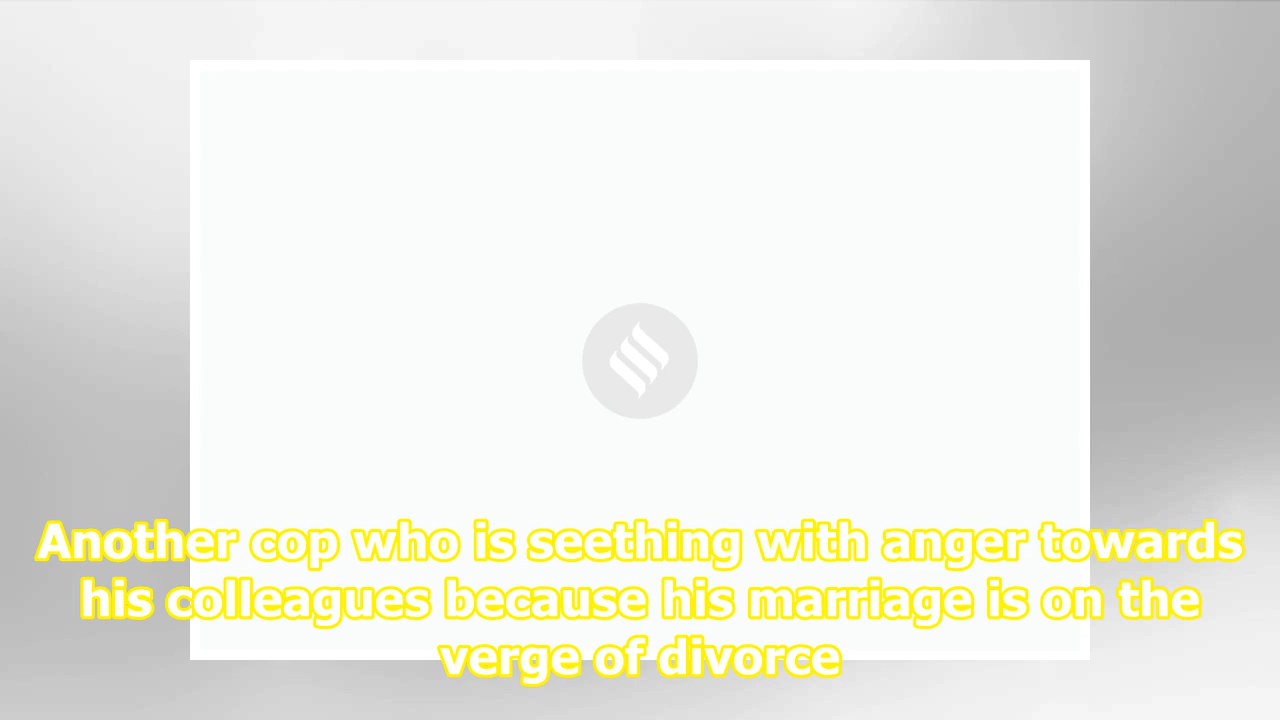 Another cop who is seething with anger towards
his colleagues because his marriage is on the
verge of divorce